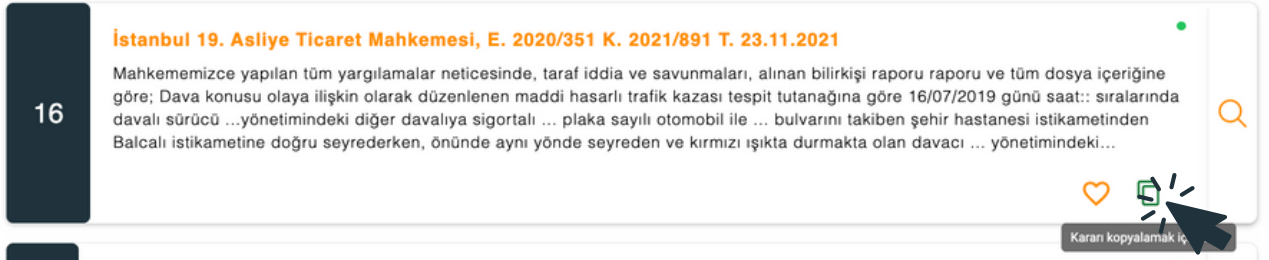 İstanbul 19. Asliye Ticaret Mahkemesi, E. 2020/351 K. 2021/891 T. 23.11.2021
Mahkememizce yapılan tüm yargılamalar neticesinde, taraf iddia ve savunmaları, alınan bilirkişi raporu raporu ve tüm dosya içeriğine
göre; Dava konusu olaya ilişkin olarak düzenlenen maddi hasarlı trafik kazası tespit tutanağına göre 16/07/2019 günü saat:: sıralarında
16
davalı sürücü ...yönetimindeki diğer davalıya sigortalı ... plaka sayılı otomobil ile ... bulvarını takiben şehir hastanesi istikametinden
Balcalı istikametine doğru seyrederken, önünde aynı yönde seyreden ve kırmızı ışıkta durmakta olan davacı ... yönetimindeki...
Kararı kopyalamak